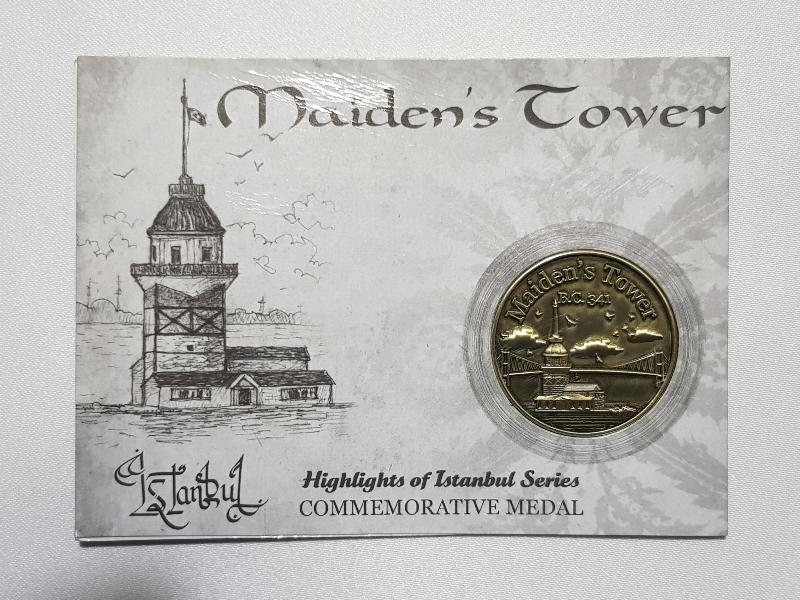 Maiden's Tower
Maiden's Tower
B.C. 341
Istanbul
Highlights of Istanbul Series
COMMEMORATIVE MEDAL